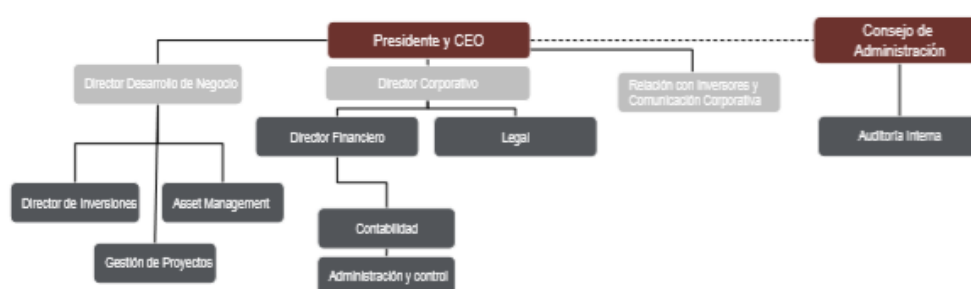 Presidente y CEO
Consejo de
Administración
Director Desarrollo de Negocio
Director Corporativo
Relación con Inversores y
Comunicación Corporativa
Director Financiero
Legal
Auditoría Interna
Director de Inversiones
Asset Management
Contabilidad
Gestión de Proyectos
Administración y control